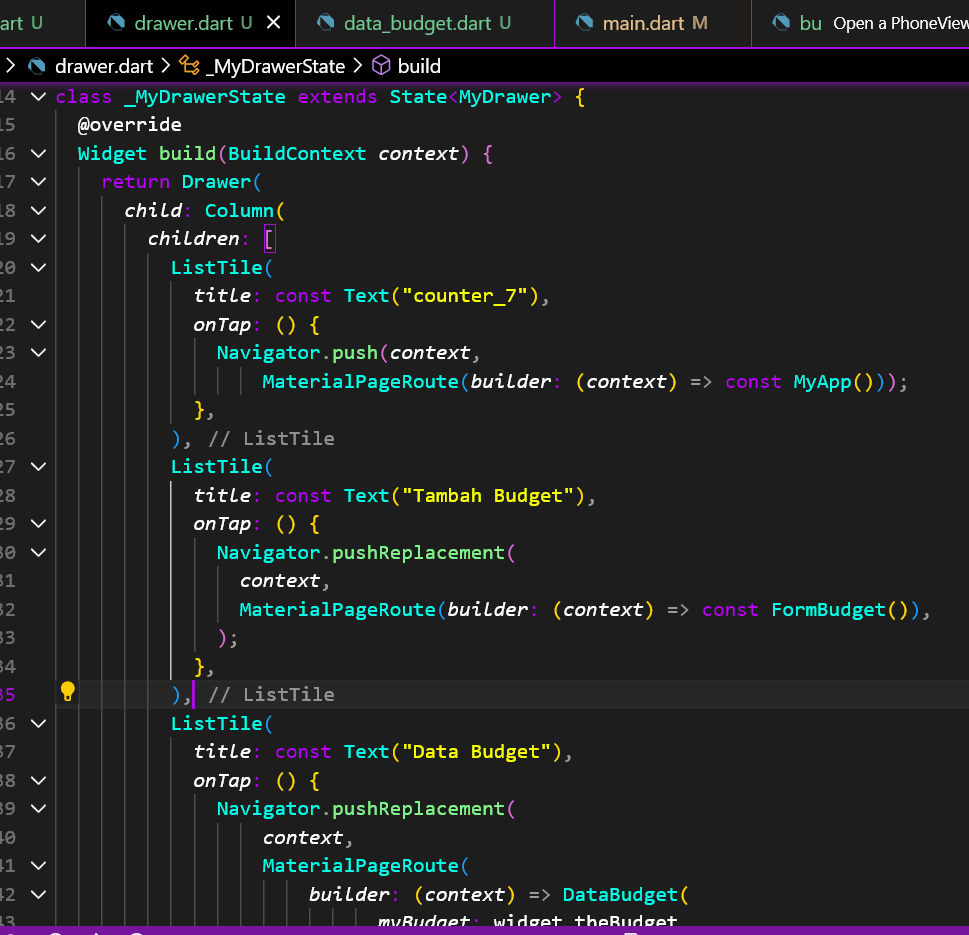 art U drawer.dart U × data_budget.dart U main.dart M bu Open a PhoneView
> drawer.dart > _MyDrawerState > build
14 class _MyDrawerState extends State<MyDrawer> {
15 @override
16 Widget build(BuildContext context) {
17 return Drawer(
18 child: Column(
19 children: [
20 ListTile(
21 title: const Text("counter_7"),
22 onTap: () {
23 Navigator.push(context,
24 MaterialPageRoute(builder: (context) => const MyApp()));
25 },
26 ), // ListTile
27 ListTile(
28 title: const Text("Tambah Budget"),
29 onTap: () {
30 Navigator.pushReplacement(
31 context,
32 MaterialPageRoute(builder: (context) => const FormBudget()),
33 );
34 },
35 ), // ListTile
36 ListTile(
37 title: const Text("Data Budget"),
38 onTap: () {
39 Navigator.pushReplacement(
40 context,
41 MaterialPageRoute(
42 builder: (context) => DataBudget(
43 myBudget: widget.theBudget